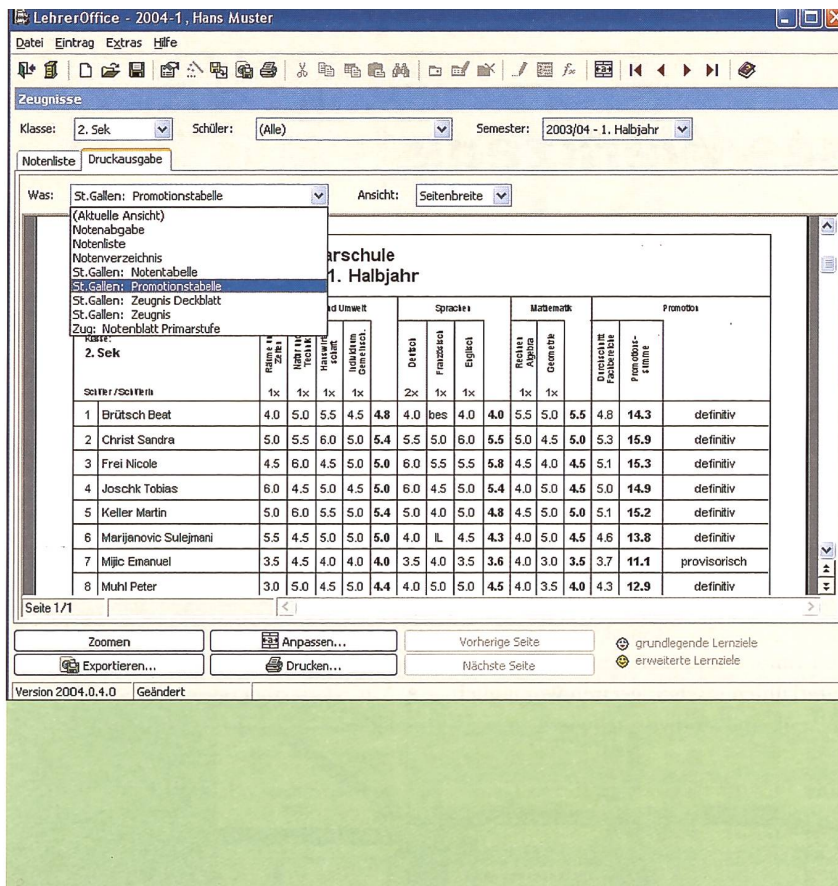 LehrerOffice - 2004-1, Hans Muster
Datei Eintrag Extras Hilfe
Zeugnisse
Klasse: 2. Sek Schüler: (Alle) Semester: 2003/04 - 1. Halbjahr
Notenliste Druckausgabe
Was: St.Gallen: Promotionstabelle Ansicht: Seitenbreite
(Aktuelle Ansicht)
Notenabgabe
Notenliste
Notenverzeichnis
St.Gallen: Notentabelle
St.Gallen: Promotionstabelle
St.Gallen: Zeugnis Deckblatt
St.Gallen: Zeugnis
Zug: Notenblatt Primarstufe
arschule
1. Halbjahr
nd Umwelt Sprachen Mathematik Promotion
Klasse:
2. Sek
Räume Zeiten
Natur Technik
Hauswirtschaft
Individuum Gemeinsch.
Deutsch
Französisch
Englisch
Rechnen Algebra
Geometrie
Durchschnitt Fachbereiche
Promotions-summe
Schüler/Schülerin 1x 1x 1x 1x 2x 1x 1x 1x 1x
1 Brütsch Beat 4.0 5.0 5.5 4.5 4.8 4.0 bes 4.0 4.0 5.5 5.0 5.5 4.8 14.3 definitiv
2 Christ Sandra 5.0 5.5 6.0 5.0 5.4 5.5 5.0 6.0 5.5 5.0 4.5 5.0 5.3 15.9 definitiv
3 Frei Nicole 4.5 6.0 4.5 5.0 5.0 6.0 5.5 5.5 5.8 4.5 4.0 4.5 5.1 15.3 definitiv
4 Joschk Tobias 6.0 4.5 5.0 4.5 5.0 6.0 4.5 5.0 5.4 4.0 5.0 4.5 5.0 14.9 definitiv
5 Keller Martin 5.0 6.0 5.5 5.0 5.4 5.0 4.0 5.0 4.8 4.5 5.0 5.0 5.1 15.2 definitiv
6 Marijanovic Sulejmani 5.5 4.5 5.0 5.0 5.0 4.0 IL 4.5 4.3 4.0 5.0 4.5 4.6 13.8 definitiv
7 Mijic Emanuel 3.5 4.5 4.0 4.0 4.0 3.5 4.0 3.5 3.6 4.0 3.0 3.5 3.7 11.1 provisorisch
8 Muhl Peter 3.0 5.0 4.5 5.0 4.4 4.0 5.0 5.0 4.5 4.0 3.5 4.0 4.3 12.9 definitiv
Seite 1/1
Zoomen Anpassen... Vorherige Seite grundlegende Lernziele
Exportieren... Drucken... Nächste Seite erweiterte Lernziele
Version 2004.0.4.0 Geändert